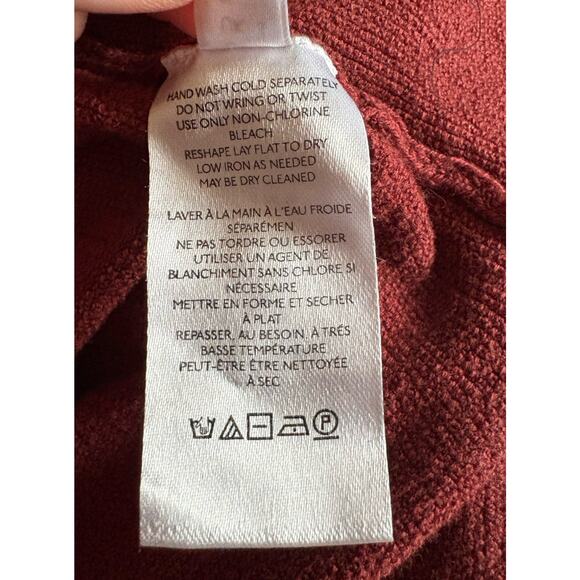 HAND WASH COLD SEPARATELY
DO NOT WRING OR TWIST
USE ONLY NON-CHLORINE
BLEACH
RESHAPE LAY FLAT TO DRY
LOW IRON AS NEEDED
MAY BE DRY CLEANED
LAVER À LA MAIN À L'EAU FROIDE
SÉPARÉMEN
NE PAS TORDRE OU ESSORER
UTILISER UN AGENT DE
BLANCHIMENT SANS CHLORE SI
NÉCESSAIRE
METTRE EN FORME ET SECHER
À PLAT
REPASSER, AU BESOIN, À TRÉS
BASSE TEMPÉRATURE
PEUT-ÊTRE ÊTRE NETTOYÉE
À SEC
P